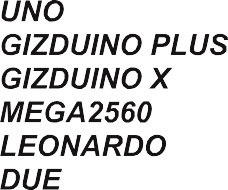 UNO
GIZDUINO PLUS
GIZDUINO X
MEGA2560
LEONARDO
DUE